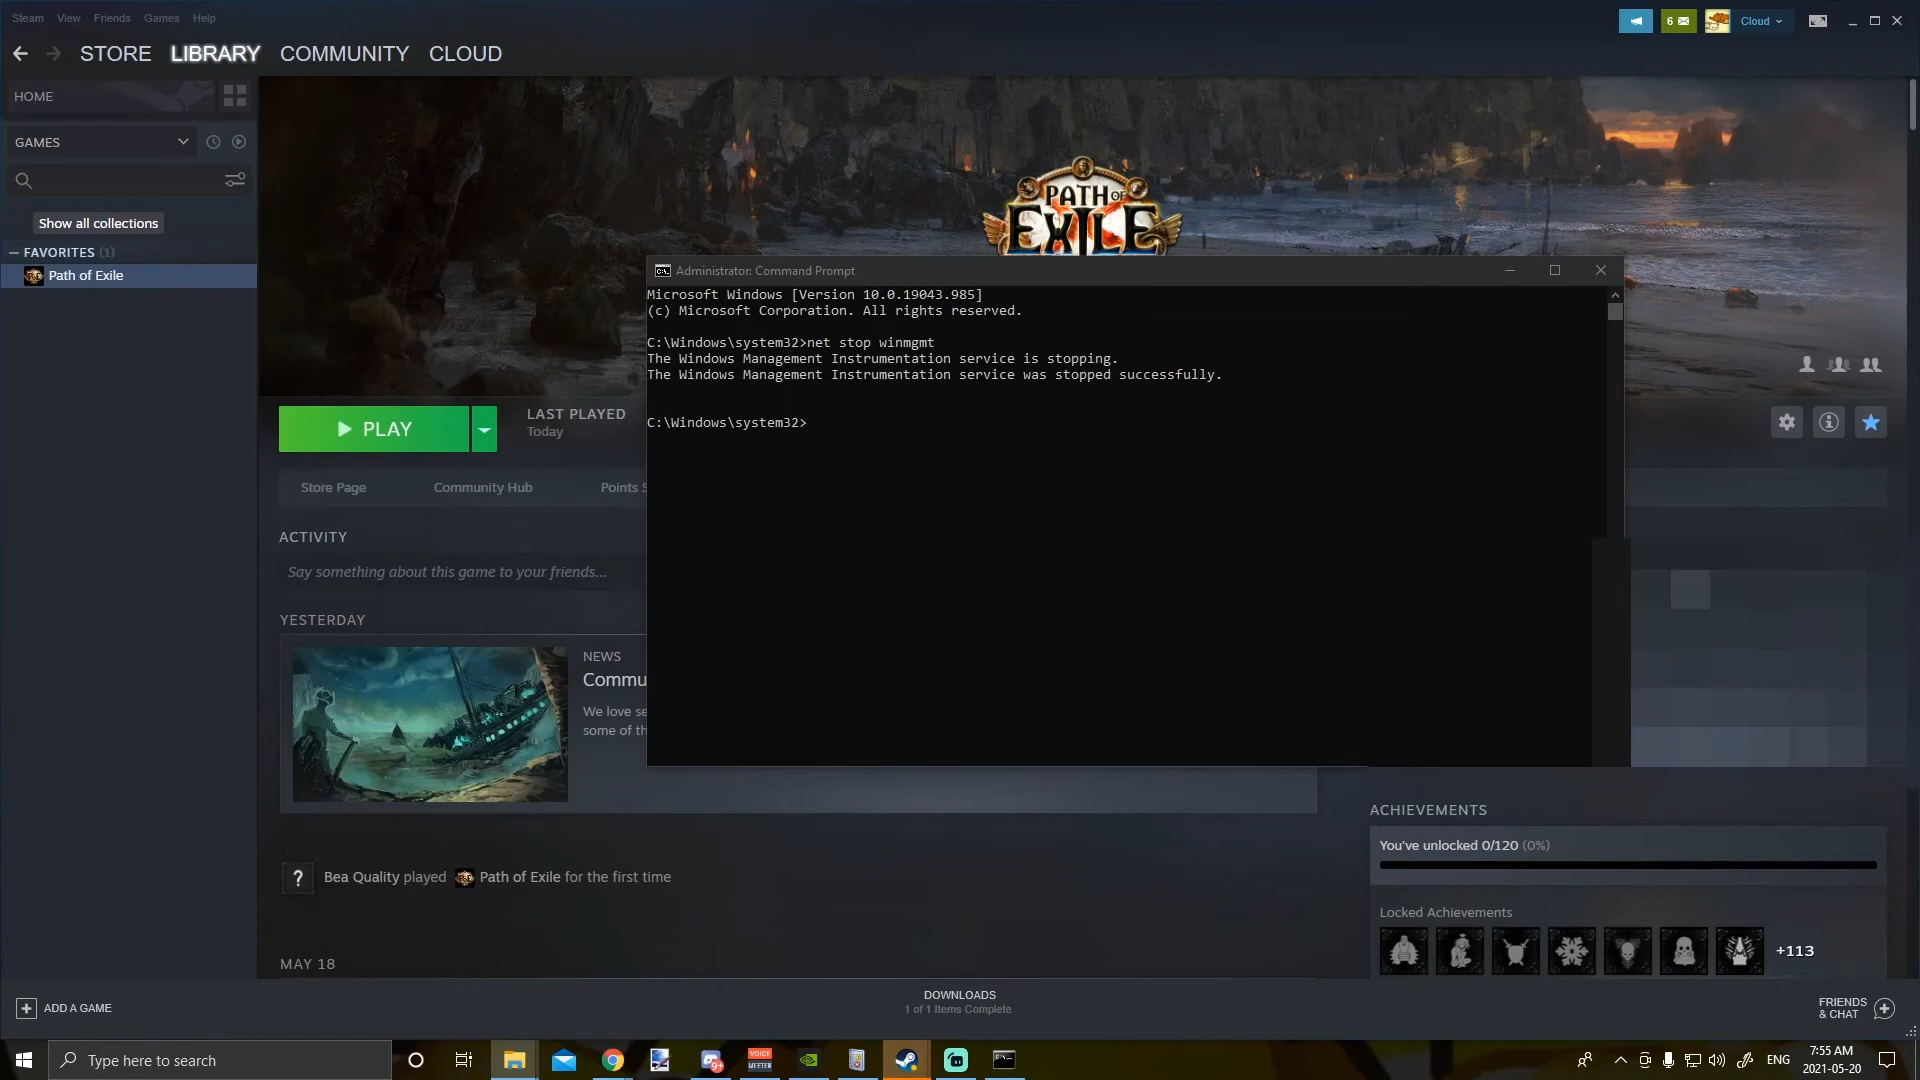 Steam View Friends Games Help
6
Cloud
STORE LIBRARY COMMUNITY CLOUD
HOME
GAMES
Show all collections
FAVORITES (1)
Path of Exile
PATH OF
EXILE
Administrator: Command Prompt
Microsoft Windows [Version 10.0.19043.985]
(c) Microsoft Corporation. All rights reserved.
C:\Windows\system32>net stop winmgmt
The Windows Management Instrumentation service is stopping.
The Windows Management Instrumentation service was stopped successfully.
C:\Windows\system32>
PLAY
LAST PLAYED
Today
Store Page Community Hub Points S
ACTIVITY
Say something about this game to your friends...
YESTERDAY
NEWS
Commu
We love se
some of th
Bea Quality played Path of Exile for the first time
MAY 18
ACHIEVEMENTS
You've unlocked 0/120 (0%)
Locked Achievements
+113
ADD A GAME
DOWNLOADS
1 of 1 Items Complete
FRIENDS
& CHAT
Type here to search
9+
VOICE
MEETER
ENG
7:55 AM
2021-05-20